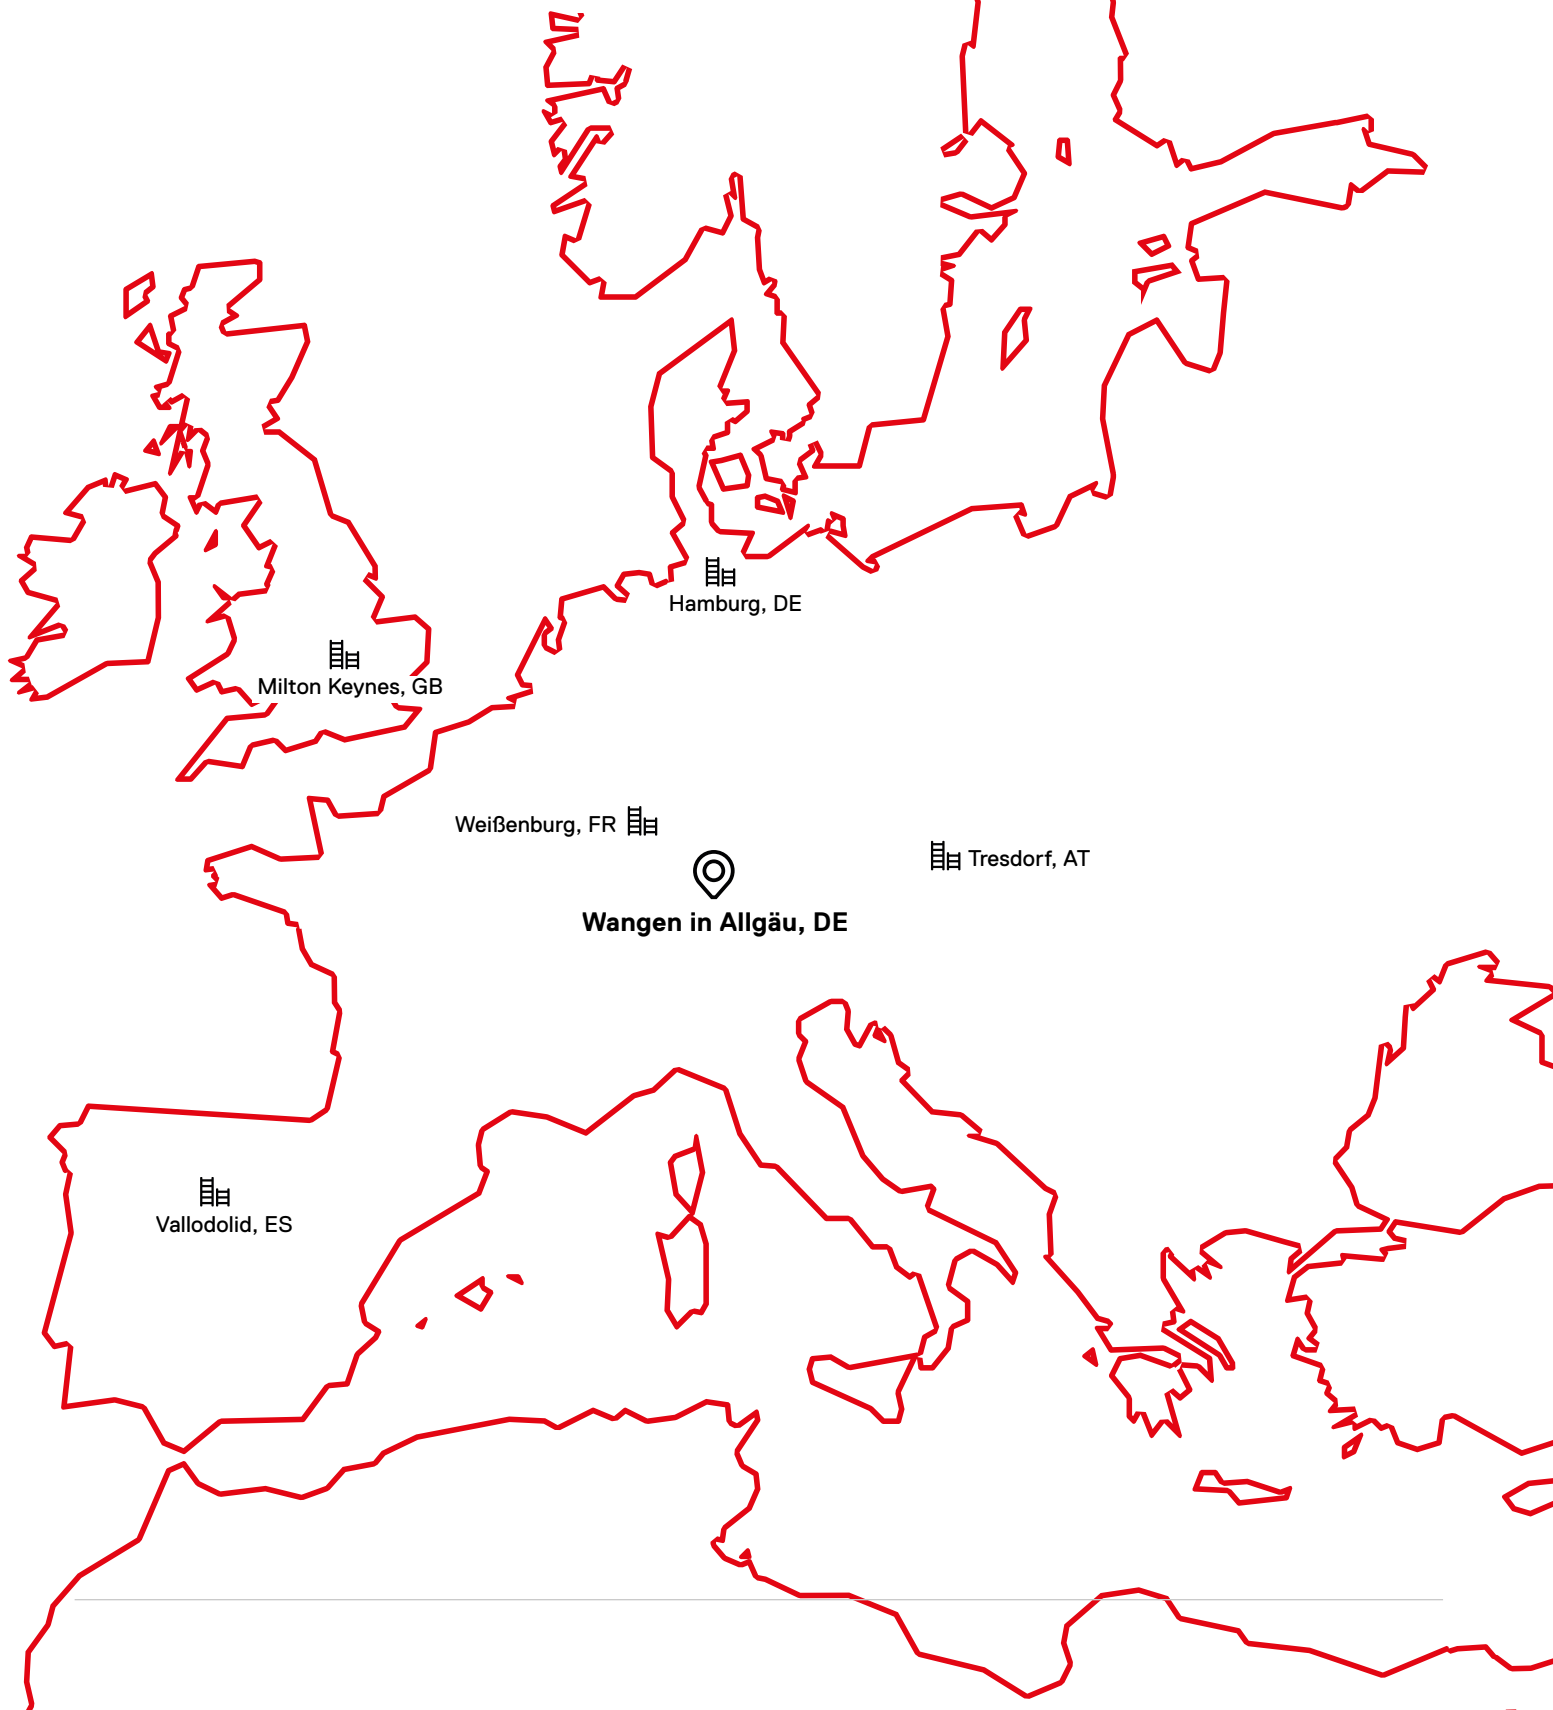 Hamburg, DE
Milton Keynes, GB
Weißenburg, FR
Tresdorf, AT
Wangen in Allgäu, DE
Vallodolid, ES